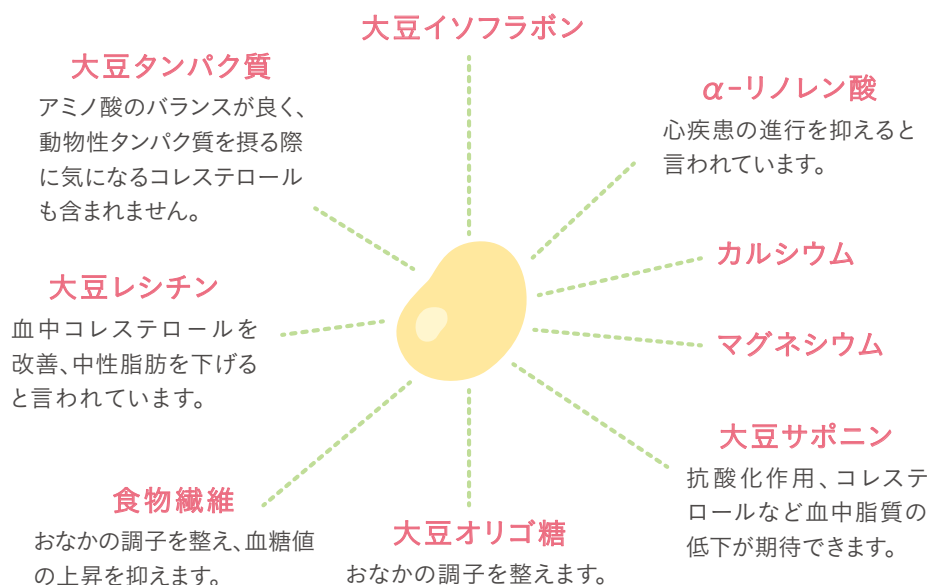 大豆イソフラボン
大豆タンパク質
アミノ酸のバランスが良く、
動物性タンパク質を摂る際
に気になるコレステロール
も含まれません。
α-リノレン酸
心疾患の進行を抑えると
言われています。
カルシウム
大豆レシチン
血中コレステロールを
改善、中性脂肪を下げる
と言われています。
マグネシウム
大豆サポニン
抗酸化作用、コレステ
ロールなど血中脂質の
低下が期待できます。
食物繊維
おなかの調子を整え、血糖値
の上昇を抑えます。
大豆オリゴ糖
おなかの調子を整えます。